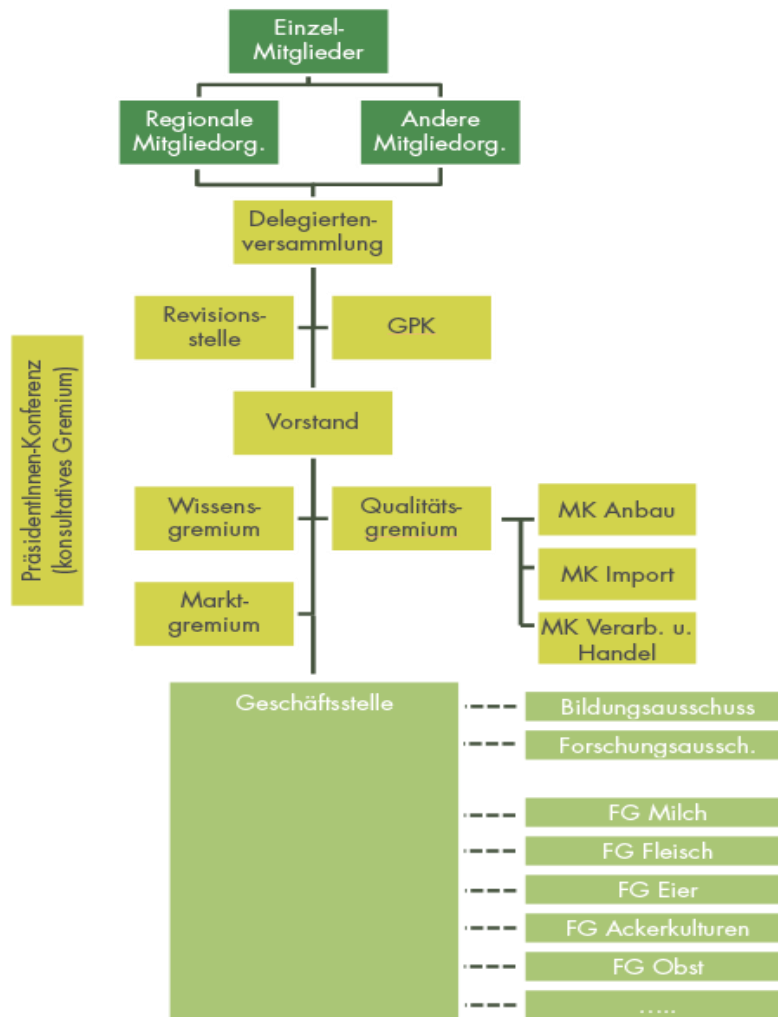 Einzel-
Mitglieder
Regionale
Mitgliedorg.
Andere
Mitgliedorg.
Delegierten-
versammlung
Revisions-
stelle
GPK
PräsidentInnen-Konferenz
(konsultatives Gremium)
Vorstand
Wissens-
gremium
Qualitäts-
gremium
MK Anbau
MK Import
Markt-
gremium
MK Verarb. u.
Handel
Geschäftsstelle
Bildungsausschuss
Forschungsaussch.
FG Milch
FG Fleisch
FG Eier
FG Ackerkulturen
FG Obst
.....